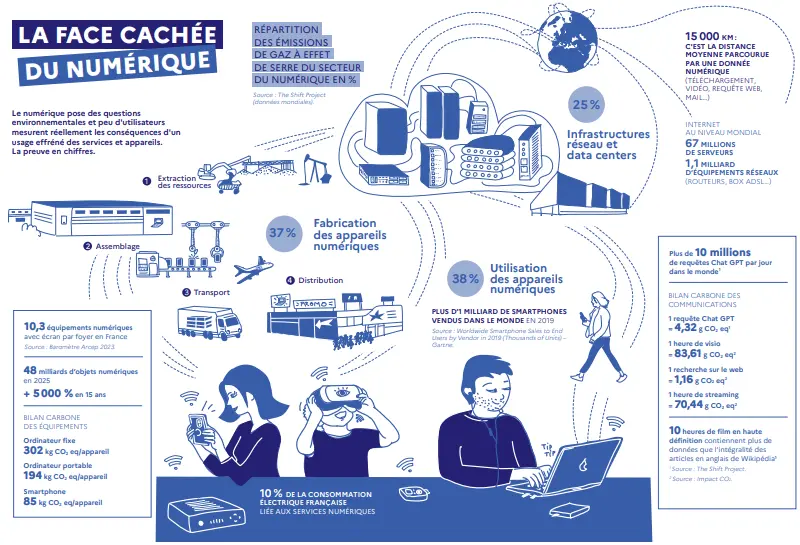 LA FACE CACHÉE
DU NUMÉRIQUE
Le numérique pose des questions
environnementales et peu d'utilisateurs
mesurent réellement les conséquences d'un
usage effréné des services et appareils.
La preuve en chiffres.
RÉPARTITION
DES ÉMISSIONS
DE GAZ À EFFET
DE SERRE DU SECTEUR
DU NUMÉRIQUE EN %
Source : The Shift Project
(données mondiales).
25 %
Infrastructures
réseau et
data centers
15 000 KM :
C'EST LA DISTANCE
MOYENNE PARCOURUE
PAR UNE DONNÉE
NUMÉRIQUE
(TÉLÉCHARGEMENT,
VIDÉO, REQUÊTE WEB,
MAIL...)
INTERNET
AU NIVEAU MONDIAL
67 MILLIONS
DE SERVEURS
1,1 MILLIARD
D'ÉQUIPEMENTS RÉSEAUX
(ROUTEURS, BOX ADSL...)
1 Extraction
des ressources
2 Assemblage
3 Transport
4 Distribution
PROMO
37 %
Fabrication
des appareils
numériques
38 %
Utilisation
des appareils
numériques
PLUS D'1 MILLIARD DE SMARTPHONES
VENDUS DANS LE MONDE EN 2019
Source : Worldwide Smartphone Sales to End
Users by Vendor in 2019 (Thousands of Units) –
Gartner.
10,3 équipements numériques
avec écran par foyer en France
Source : Baromètre Arcep 2023
48 milliards d'objets numériques
en 2025
+ 5 000 % en 15 ans
BILAN CARBONE
DES ÉQUIPEMENTS
Ordinateur fixe
302 kg CO₂ eq/appareil
Ordinateur portable
194 kg CO₂ eq/appareil
Smartphone
85 kg CO₂ eq/appareil
Plus de 10 millions
de requêtes Chat GPT par jour
dans le monde¹
BILAN CARBONE DES
COMMUNICATIONS
1 requête Chat GPT
= 4,32 g CO₂ eq¹
1 heure de visio
= 83,61 g CO₂ eq²
1 recherche sur le web
= 1,16 g CO₂ eq²
1 heure de streaming
= 70,44 g CO₂ eq²
10 heures de film en haute
définition contiennent plus de
données que l'intégralité des
articles en anglais de Wikipédia¹
¹ Source : The Shift Project.
² Source : Impact CO₂.
TIP
TIP
10 % DE LA CONSOMMATION
ÉLECTRIQUE FRANÇAISE
LIÉE AUX SERVICES NUMÉRIQUES